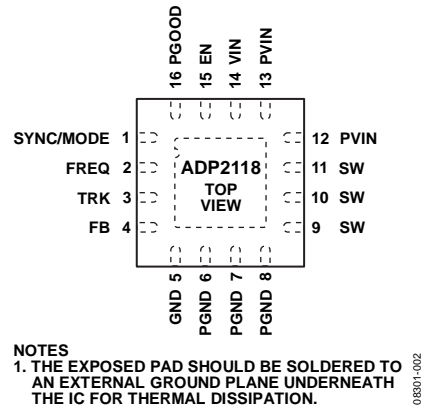 16 PGOOD
15 EN
14 VIN
13 PVIN
SYNC/MODE 1
FREQ 2
TRK 3
FB 4
ADP2118
TOP
VIEW
12 PVIN
11 SW
10 SW
9 SW
GND 5
PGND 6
PGND 7
PGND 8
NOTES
1. THE EXPOSED PAD SHOULD BE SOLDERED TO
AN EXTERNAL GROUND PLANE UNDERNEATH
THE IC FOR THERMAL DISSIPATION.
08301-002